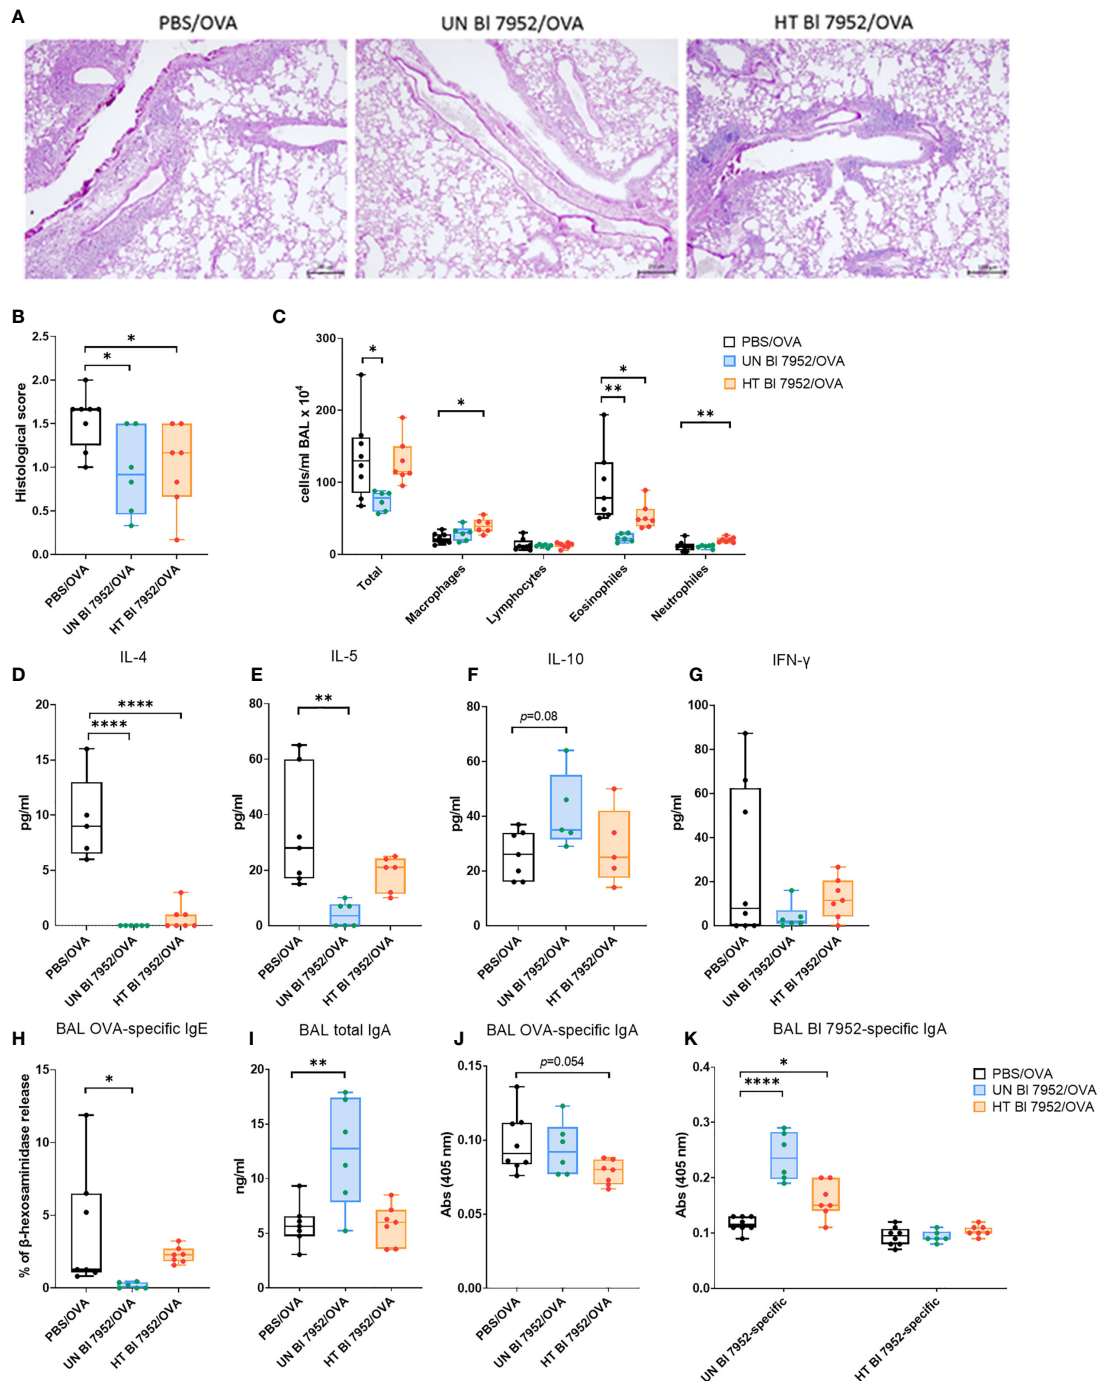 A
PBS/OVA
UN Bl 7952/OVA
HT Bl 7952/OVA
B
Histological score
2.5
2.0
1.5
1.0
0.5
0.0
*
*
PBS/OVA
UN Bl 7952/OVA
HT Bl 7952/OVA
C
cells/ml BAL x 10⁴
300
200
100
0
*
*
**
*
**
Total
Macrophages
Lymphocytes
Eosinophiles
Neutrophiles
PBS/OVA
UN Bl 7952/OVA
HT Bl 7952/OVA
D
IL-4
pg/ml
20
15
10
5
0
****
****
PBS/OVA
UN Bl 7952/OVA
HT Bl 7952/OVA
E
IL-5
pg/ml
80
60
40
20
0
**
PBS/OVA
UN Bl 7952/OVA
HT Bl 7952/OVA
F
IL-10
pg/ml
80
60
40
20
0
p=0.08
PBS/OVA
UN Bl 7952/OVA
HT Bl 7952/OVA
G
IFN-γ
pg/ml
100
80
60
40
20
0
PBS/OVA
UN Bl 7952/OVA
HT Bl 7952/OVA
H
BAL OVA-specific IgE
% of β-hexosaminidase release
15
10
5
0
*
PBS/OVA
UN Bl 7952/OVA
HT Bl 7952/OVA
I
BAL total IgA
ng/ml
20
15
10
5
0
**
PBS/OVA
UN Bl 7952/OVA
HT Bl 7952/OVA
J
BAL OVA-specific IgA
Abs (405 nm)
0.15
0.10
0.05
0.00
p=0.054
PBS/OVA
UN Bl 7952/OVA
HT Bl 7952/OVA
K
BAL Bl 7952-specific IgA
Abs (405 nm)
0.4
0.3
0.2
0.1
0.0
*
****
UN Bl 7952-specific
HT Bl 7952-specific
PBS/OVA
UN Bl 7952/OVA
HT Bl 7952/OVA